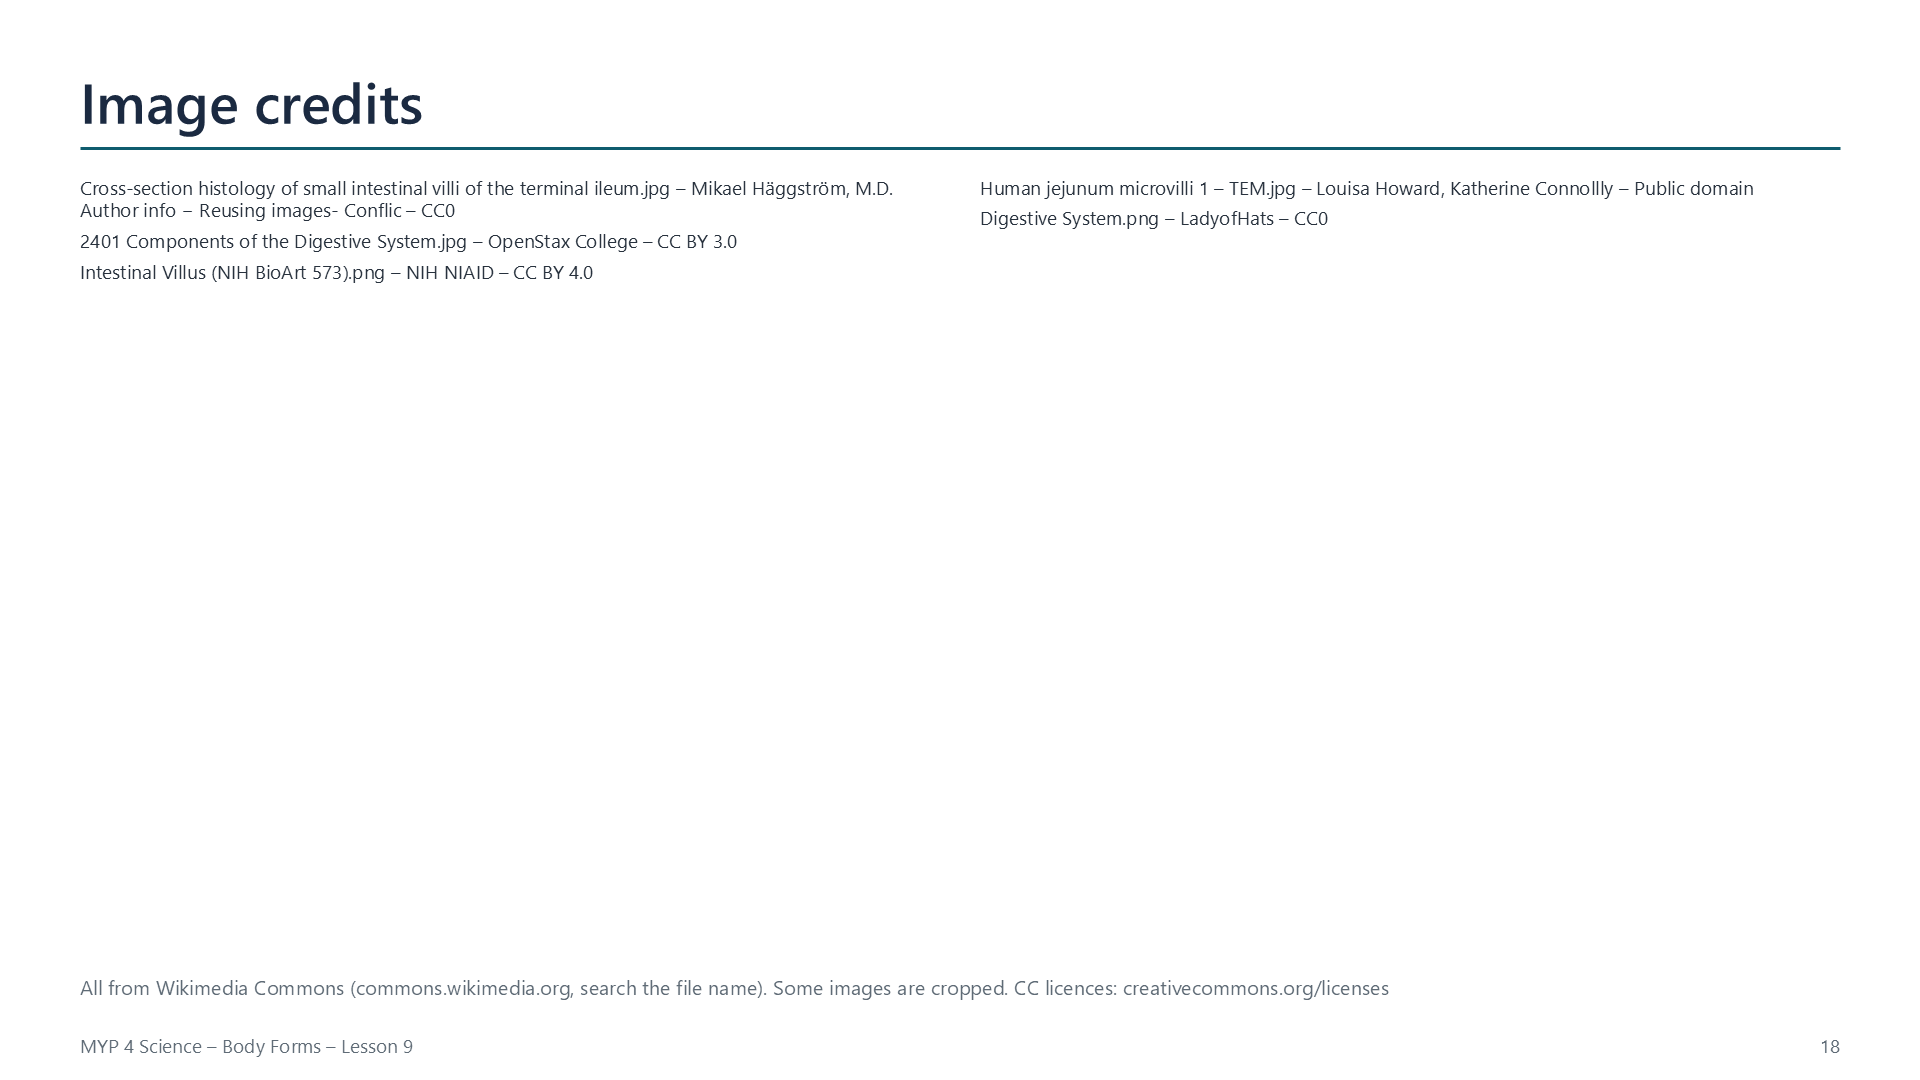 Image credits
Cross-section histology of small intestinal villi of the terminal ileum.jpg – Mikael Häggström, M.D.
Author info – Reusing images- Conflic – CC0
2401 Components of the Digestive System.jpg – OpenStax College – CC BY 3.0
Intestinal Villus (NIH BioArt 573).png – NIH NIAID – CC BY 4.0
Human jejunum microvilli 1 – TEM.jpg – Louisa Howard, Katherine Connollly – Public domain
Digestive System.png – LadyofHats – CC0
All from Wikimedia Commons (commons.wikimedia.org, search the file name). Some images are cropped. CC licences: creativecommons.org/licenses
MYP 4 Science – Body Forms – Lesson 9
18